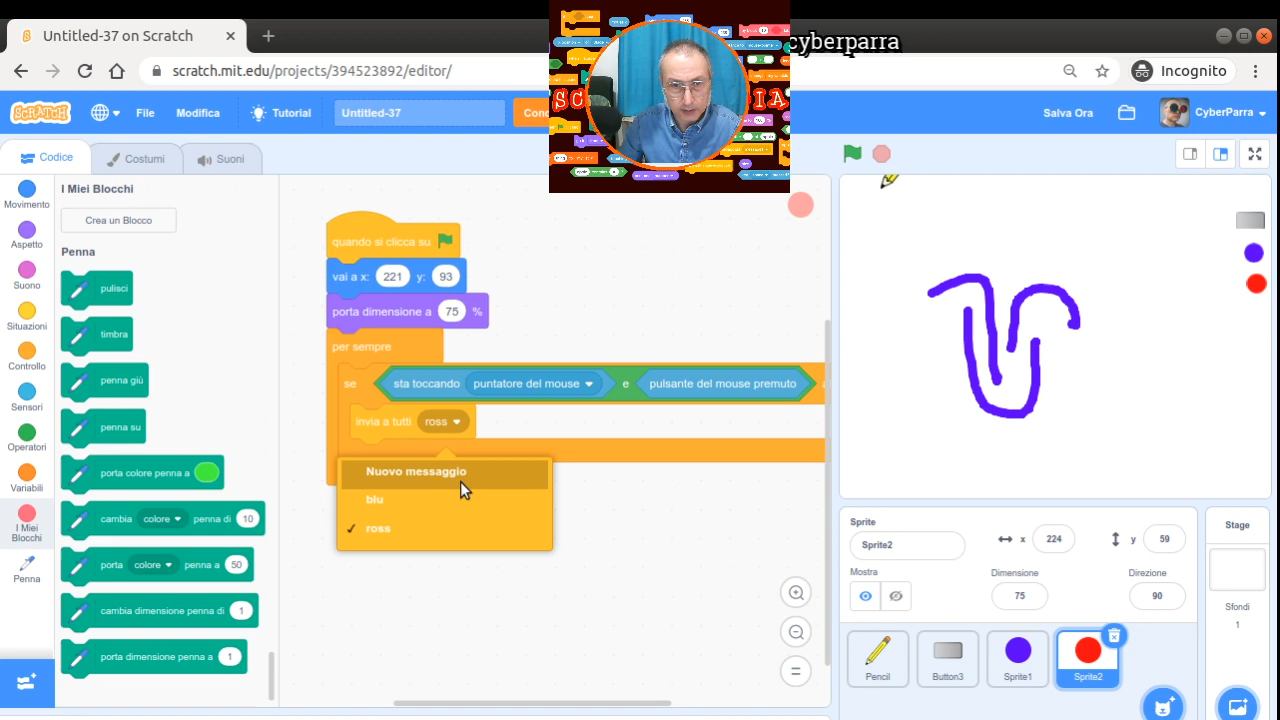 Untitled-37 on Scratch
cyberparra
scratch.mit.edu/projects/394523892/editor/
Incognito
SCRATCH
File
Modifica
Tutorial
Untitled-37
Salva Ora
CyberParra
Codice
Costumi
Suoni
Movimento
Aspetto
Suono
Situazioni
Controllo
Sensori
Operatori
Variabili
I Miei
Blocchi
Penna
I Miei Blocchi
Crea un Blocco
Penna
pulisci
timbra
penna giù
penna su
porta colore penna a
cambia colore penna di 10
porta colore penna a 50
cambia dimensione penna di 1
porta dimensione penna a 1
quando si clicca su
vai a x: 221 y: 93
porta dimensione a 75 %
per sempre
se sta toccando puntatore del mouse e pulsante del mouse premuto
invia a tutti ross
Nuovo messaggio
blu
✓ ross
Sprite
Sprite2
x 224
y 59
Mostra
Dimensione
75
Direzione
90
Pencil
Button3
Sprite1
Sprite2
Stage
Sfondi
1